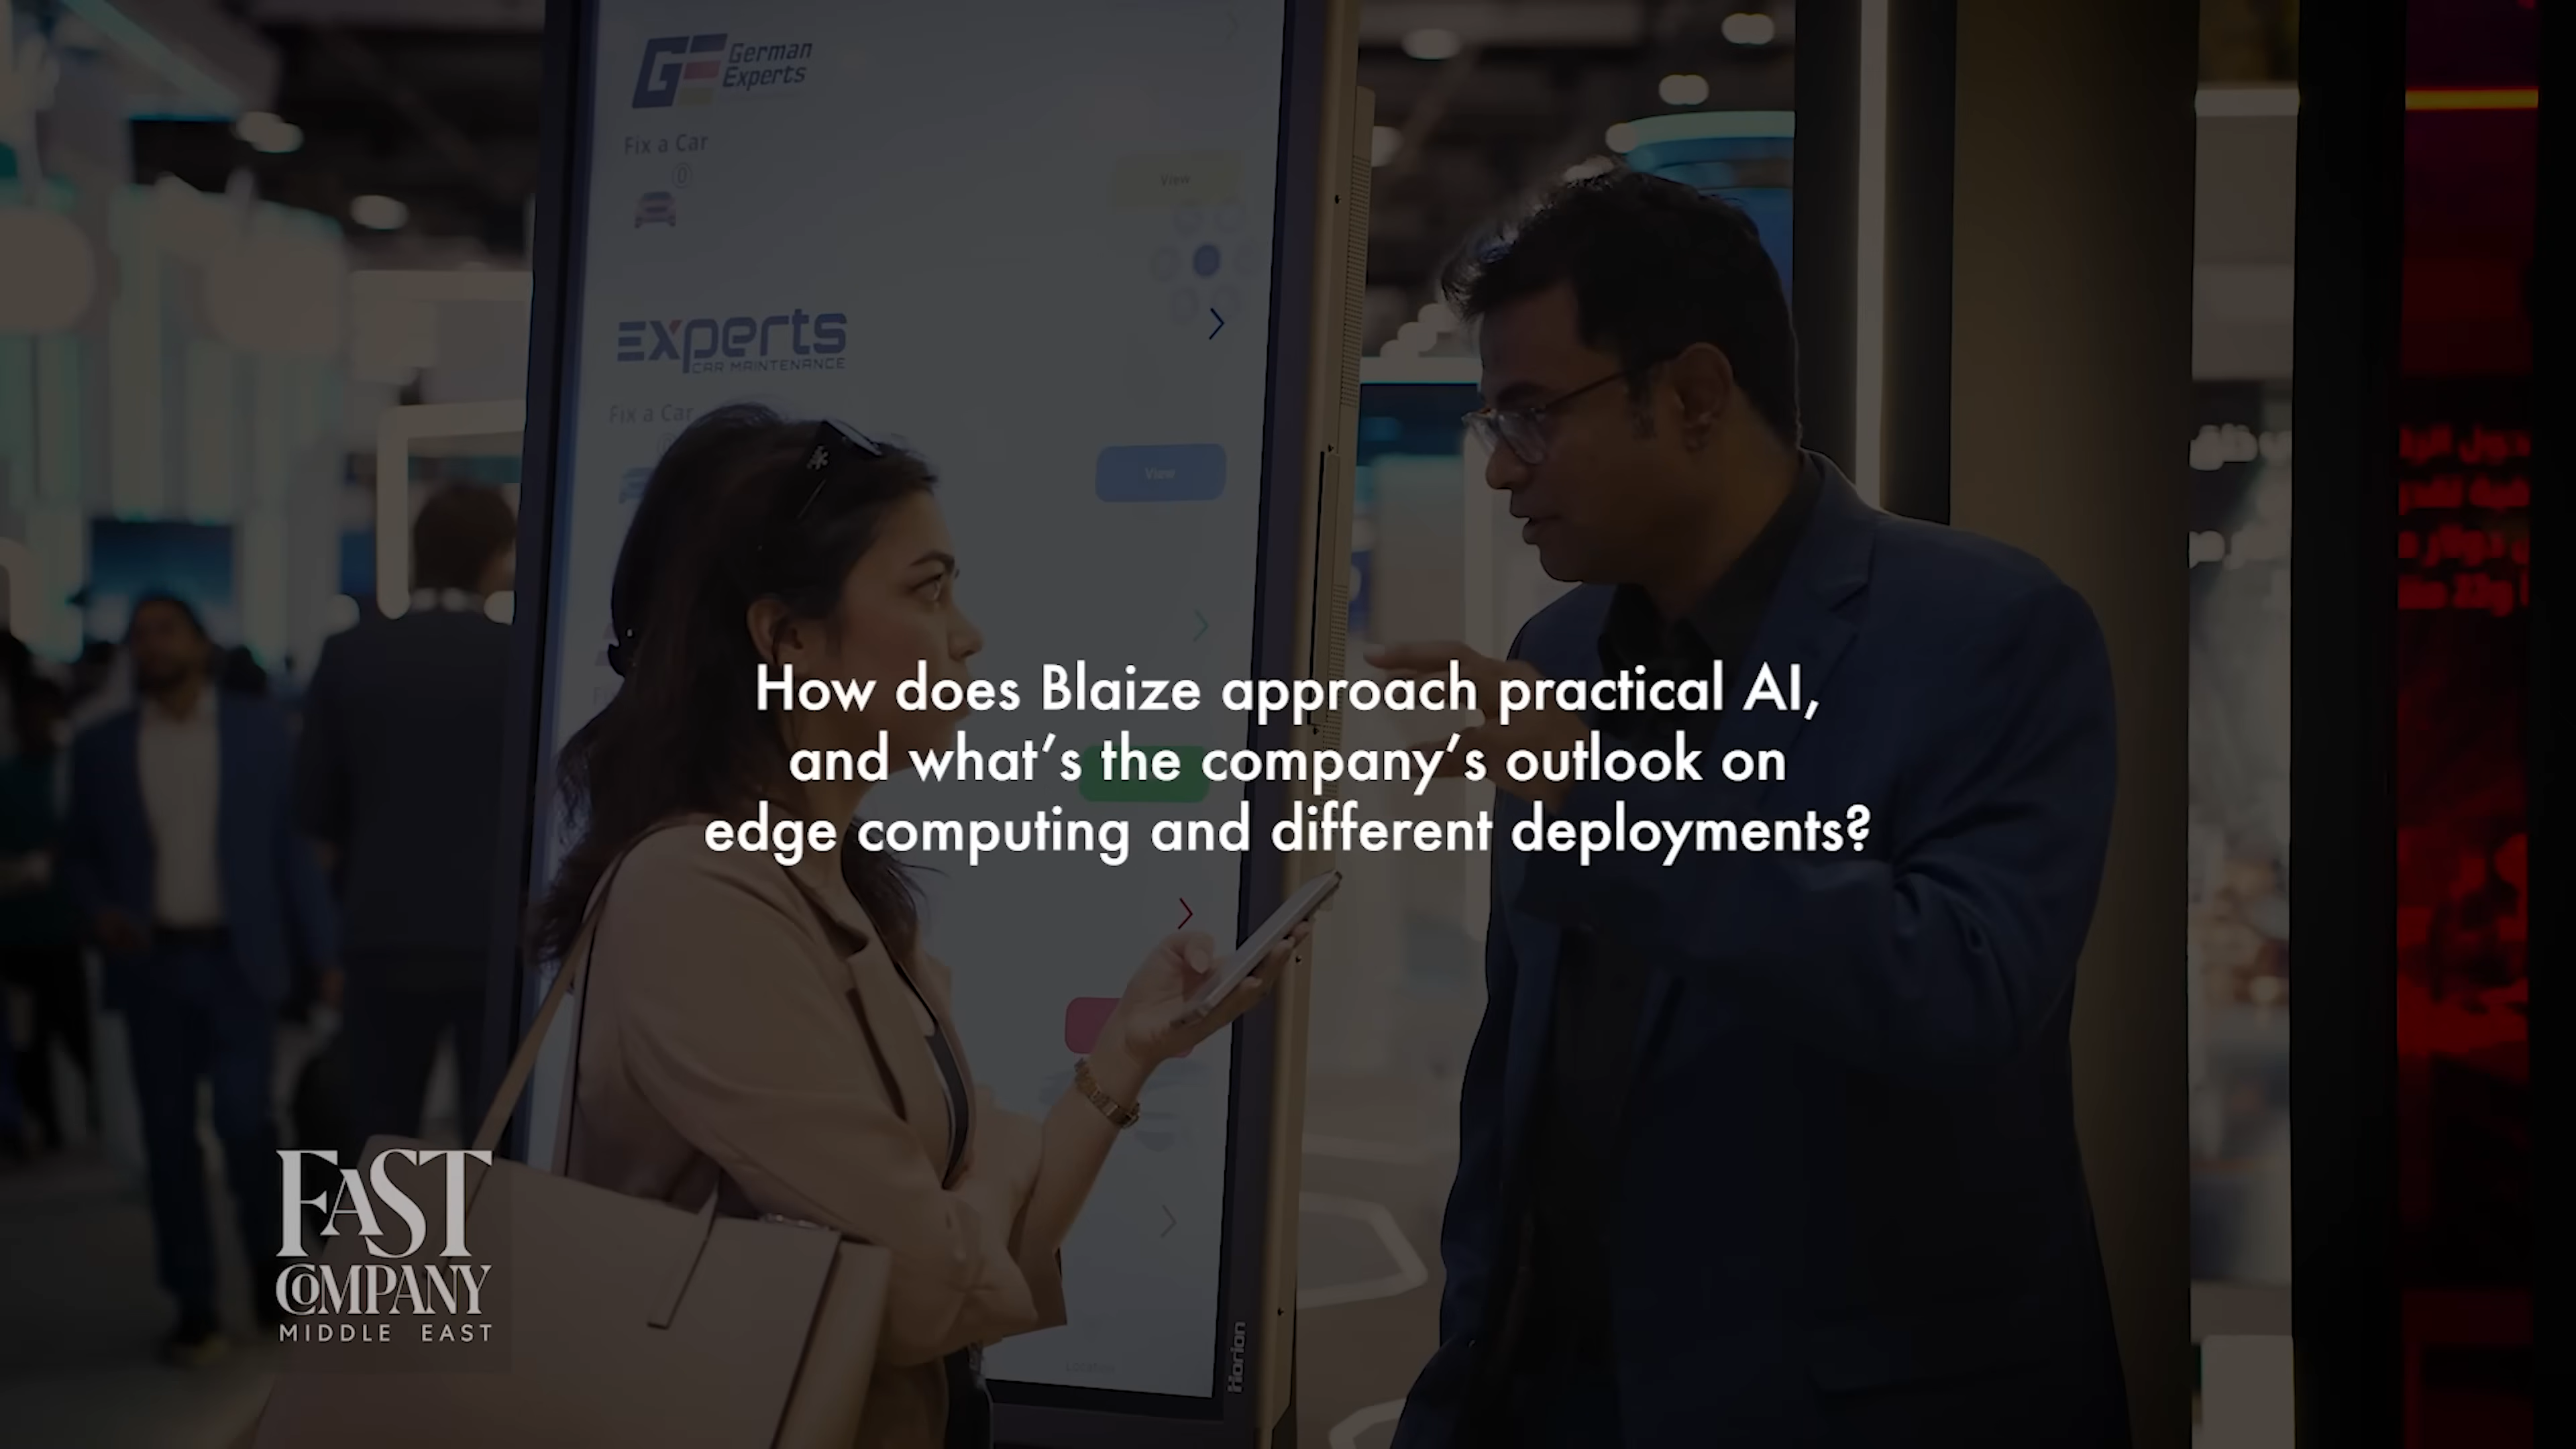 German
Experts
Fix a Car
View
Experts
CAR MAINTENANCE
Fix a Car
View
How does Blaize approach practical AI,
and what's the company's outlook on
edge computing and different deployments?
FAST
COMPANY
MIDDLE EAST
Horion
Location